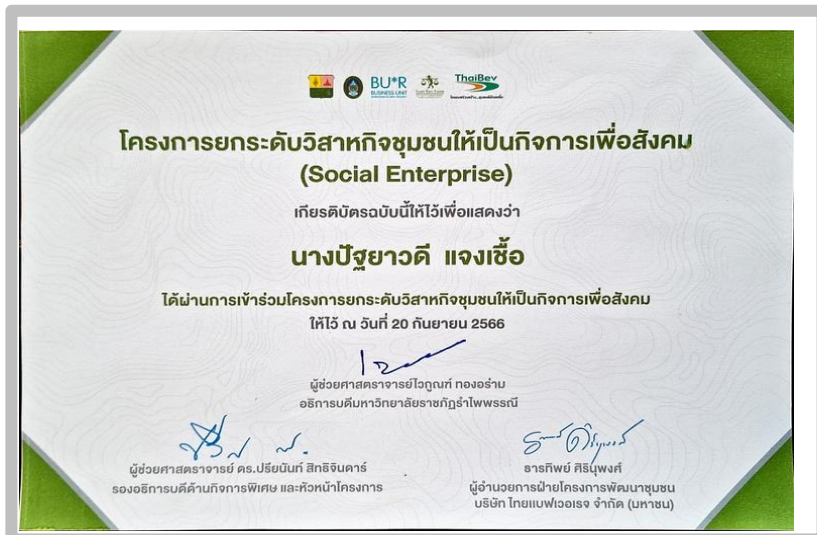 BU*R
BUSINESS UNIT
ThaiBev
โครงการยกระดับวิสาหกิจชุมชนให้เป็นกิจการเพื่อสังคม
(Social Enterprise)
เกียรติบัตรฉบับนี้ให้ไว้เพื่อแสดงว่า
นางปัฐยาวดี แจงเชื้อ
ได้ผ่านการเข้าร่วมโครงการยกระดับวิสาหกิจชุมชนให้เป็นกิจการเพื่อสังคม
ให้ไว้ ณ วันที่ 20 กันยายน 2566
ผู้ช่วยศาสตราจารย์ไวกูณฑ์ ทองอร่าม
อธิการบดีมหาวิทยาลัยราชภัฏรำไพพรรณี
ผู้ช่วยศาสตราจารย์ ดร.ปรียนันท์ สิทธิจินดาร์
รองอธิการบดีด้านกิจการพิเศษ และหัวหน้าโครงการ
ธารทิพย์ ศิรินุพงศ์
ผู้อำนวยการฝ่ายโครงการพัฒนาชุมชน
บริษัท ไทยเบฟเวอเรจ จำกัด (มหาชน)